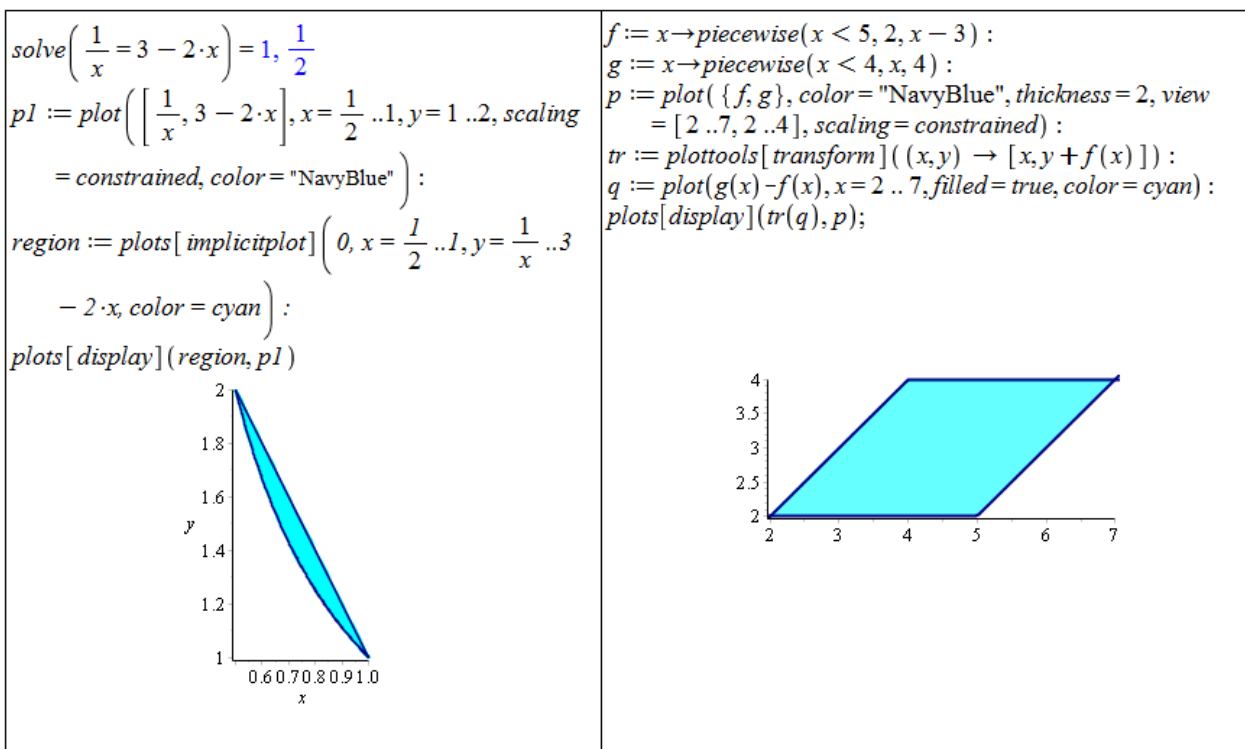 solve( 1/x = 3 − 2·x ) = 1, 1/2
p1 := plot( [ 1/x, 3 − 2·x ], x = 1/2 ..1, y = 1 ..2, scaling
= constrained, color = "NavyBlue" ) :
region := plots[ implicitplot]( 0, x = 1/2 ..1, y = 1/x ..3
− 2·x, color = cyan ) :
plots[display](region, p1)
2
1.8
1.6
y
1.4
1.2
1
0.6 0.7 0.8 0.9 1.0
x
f := x→piecewise(x < 5, 2, x − 3) :
g := x→piecewise(x < 4, x, 4) :
p := plot( {f, g}, color = "NavyBlue", thickness = 2, view
= [2 ..7, 2 ..4], scaling = constrained) :
tr := plottools[transform]((x, y) → [x, y + f(x)]) :
q := plot(g(x) - f(x), x = 2 .. 7, filled = true, color = cyan) :
plots[display](tr(q), p);
4
3.5
3
2.5
2
2 3 4 5 6 7